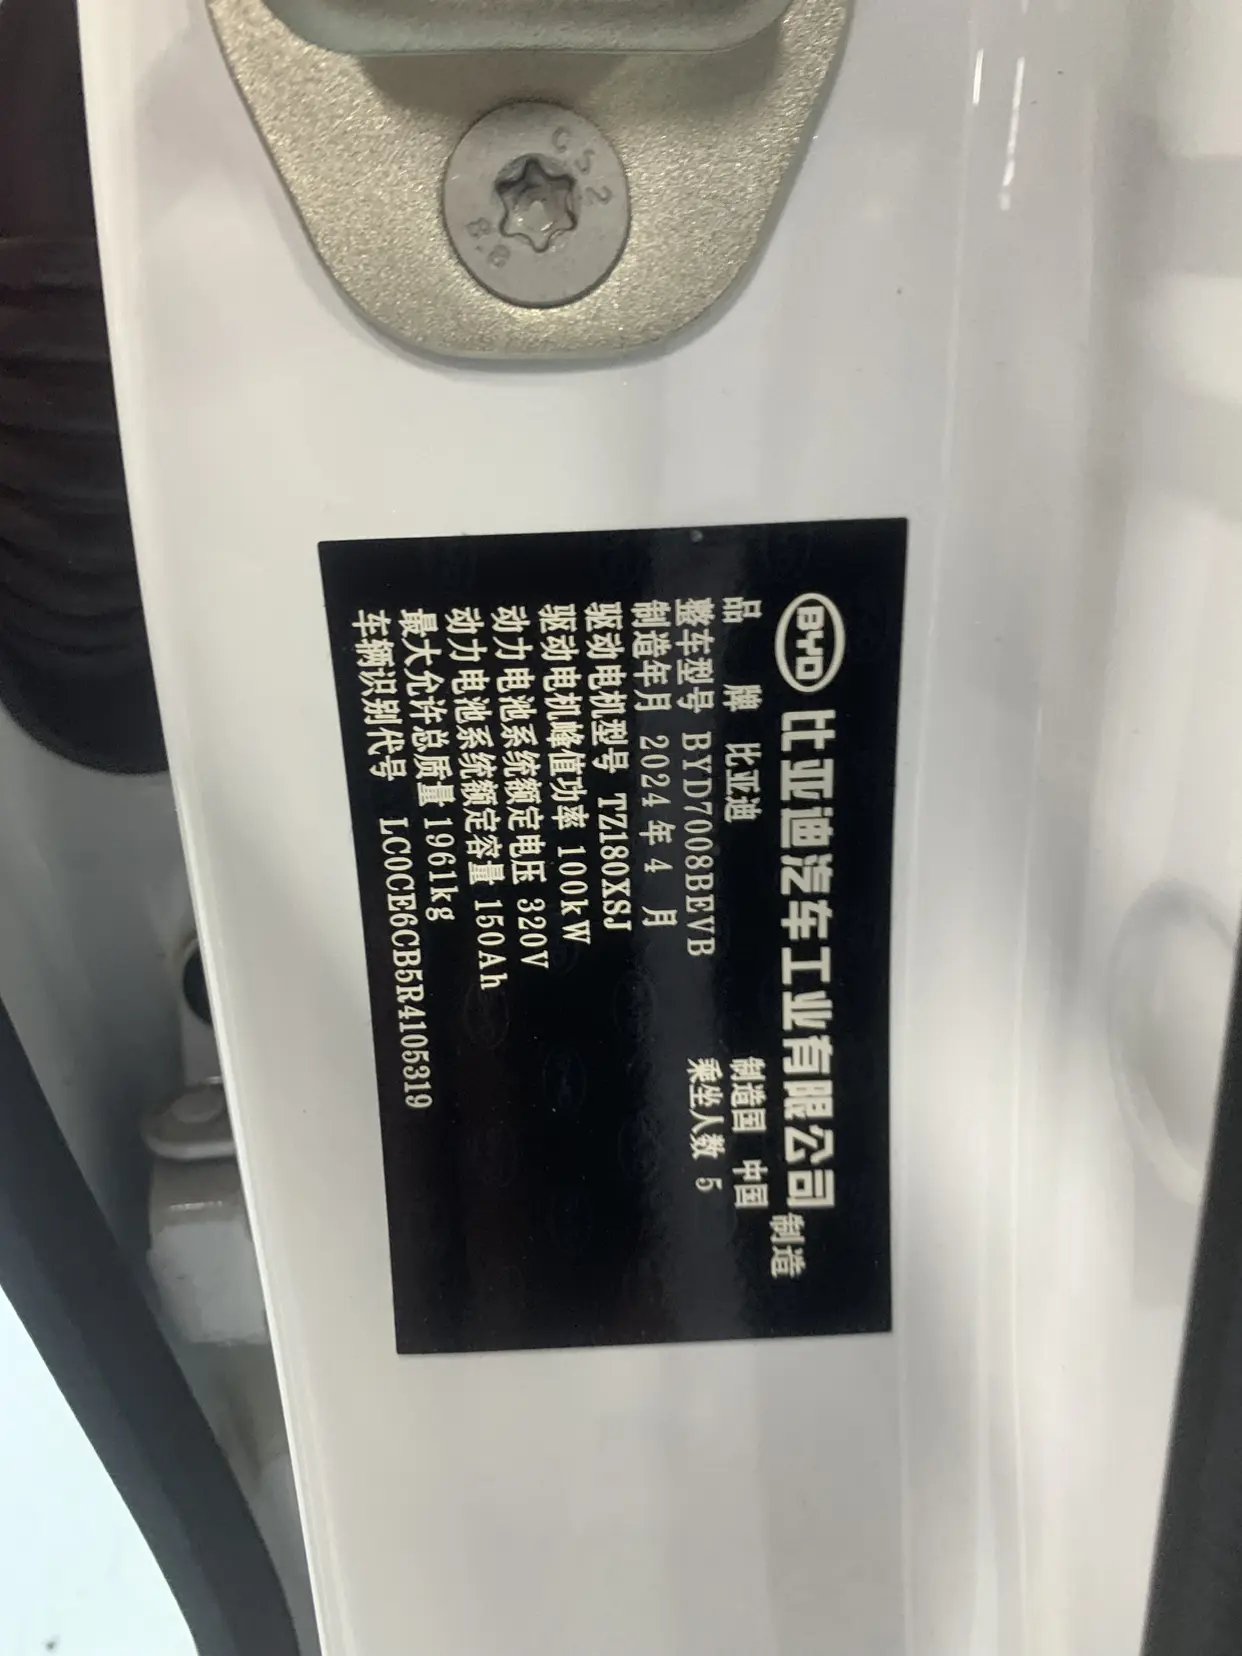 CS2
8.8
BYD 比亚迪汽车工业有限公司 制造
品 牌 比亚迪 制造国 中国
整车型号 BYD7008BEVB 乘坐人数 5
制造年月 2024 年 4 月
驱动电机型号 TZ180XSJ
驱动电机峰值功率 100kW
动力电池系统额定电压 320V
动力电池系统额定容量 150Ah
最大允许总质量 1961kg
车辆识别代号 LC0CE6CB5R4105319